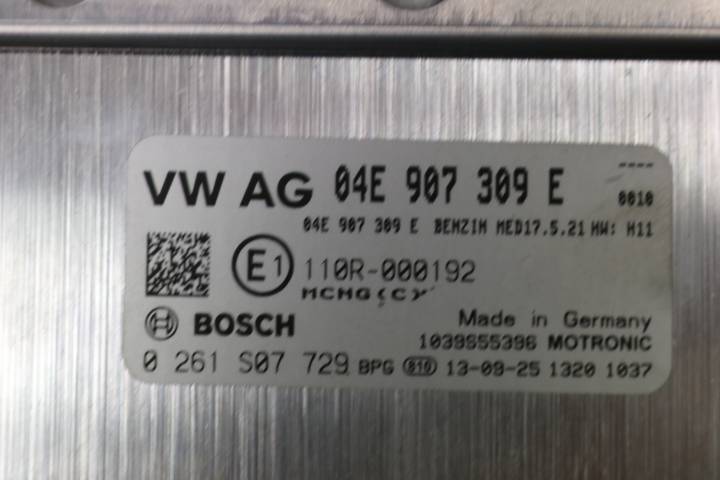 ----
VW AG 04E 907 309 E 0010
04E 907 309 E BENZIN MED17.5.21 HW: H11
E1 110R-000192
BOSCH Made in Germany
1039S55396 MOTRONIC
0 261 S07 729 BPG 010 13-09-25 1320 1037